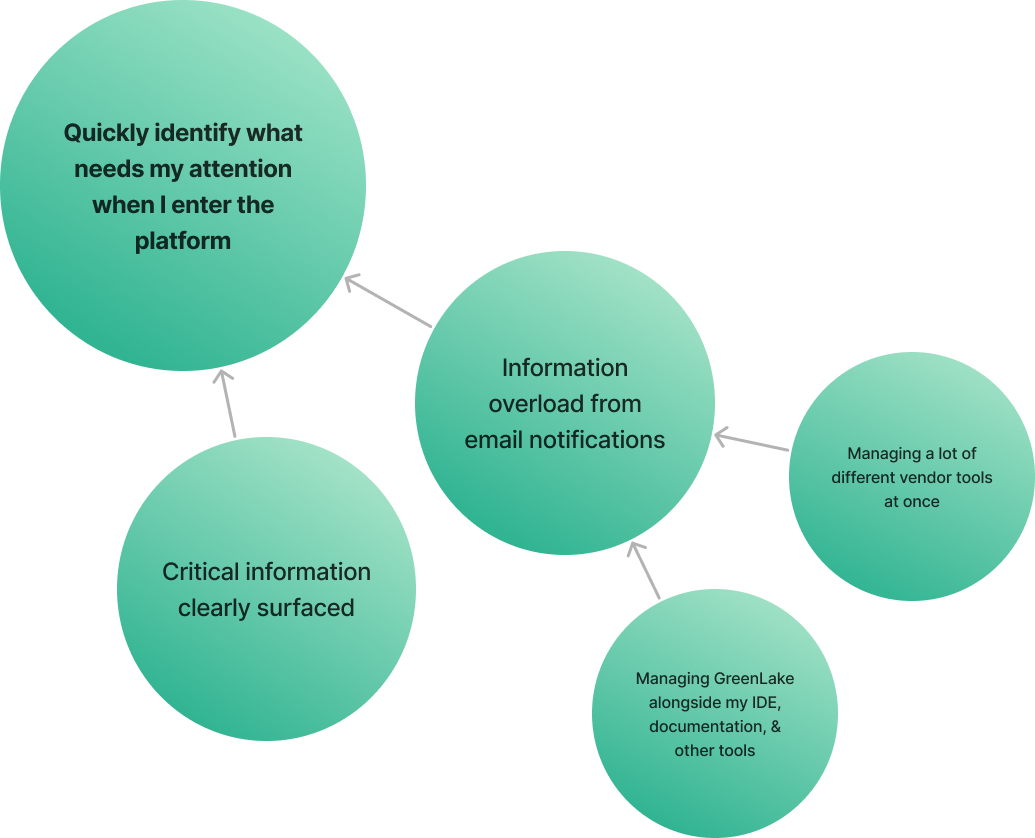 Quickly identify what
needs my attention
when I enter the
platform
Information
overload from
email notifications
Managing a lot of
different vendor tools
at once
Critical information
clearly surfaced
Managing GreenLake
alongside my IDE,
documentation, &
other tools